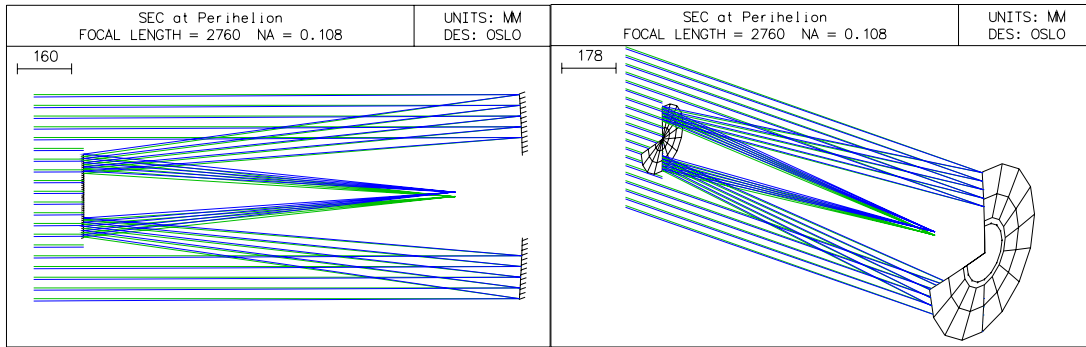 SEC at Perihelion
FOCAL LENGTH = 2760 NA = 0.108
UNITS: MM
DES: OSLO
160
SEC at Perihelion
FOCAL LENGTH = 2760 NA = 0.108
UNITS: MM
DES: OSLO
178